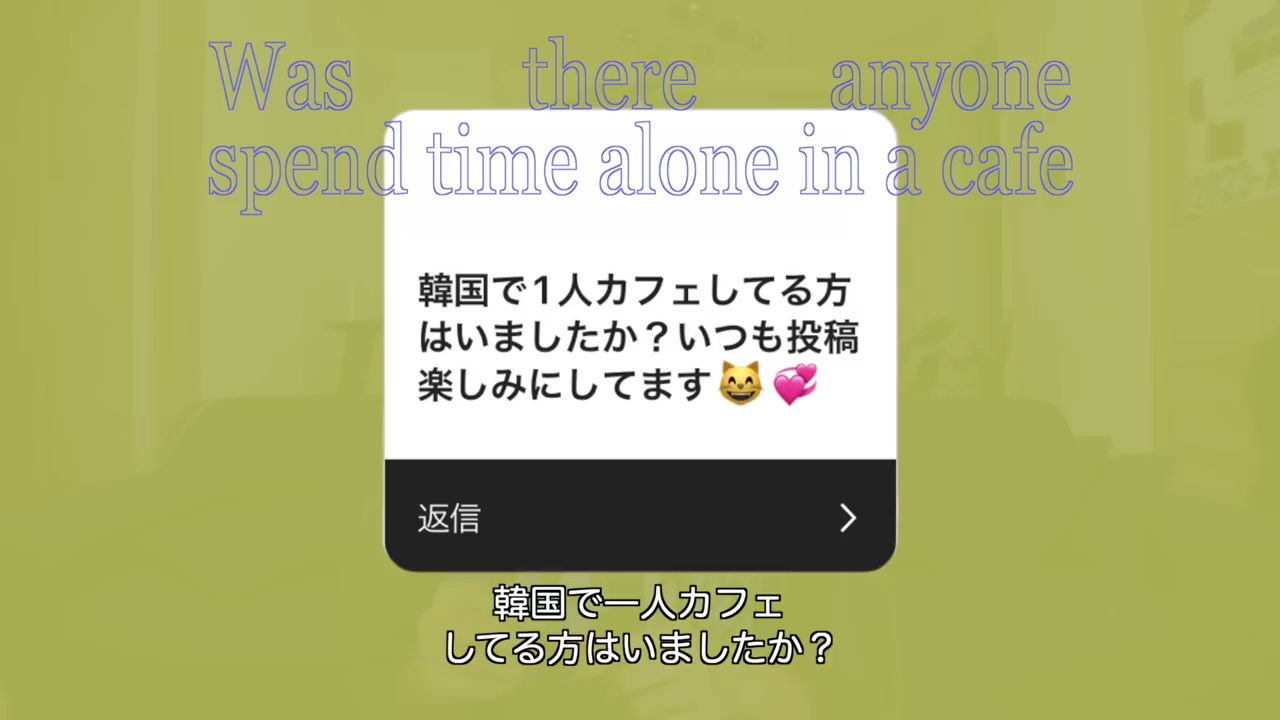 Was there anyone
spend time alone in a cafe
韓国で1人カフェしてる方
はいましたか？いつも投稿
楽しみにしてます😸💞
返信
韓国で一人カフェ
してる方はいましたか？